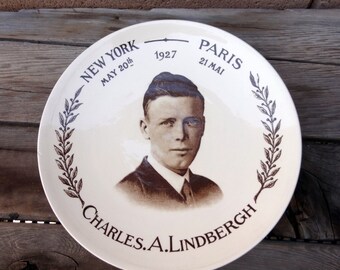 NEW YORK — PARIS
MAY 20th 1927 21 MAI
CHARLES.A.LINDBERGH